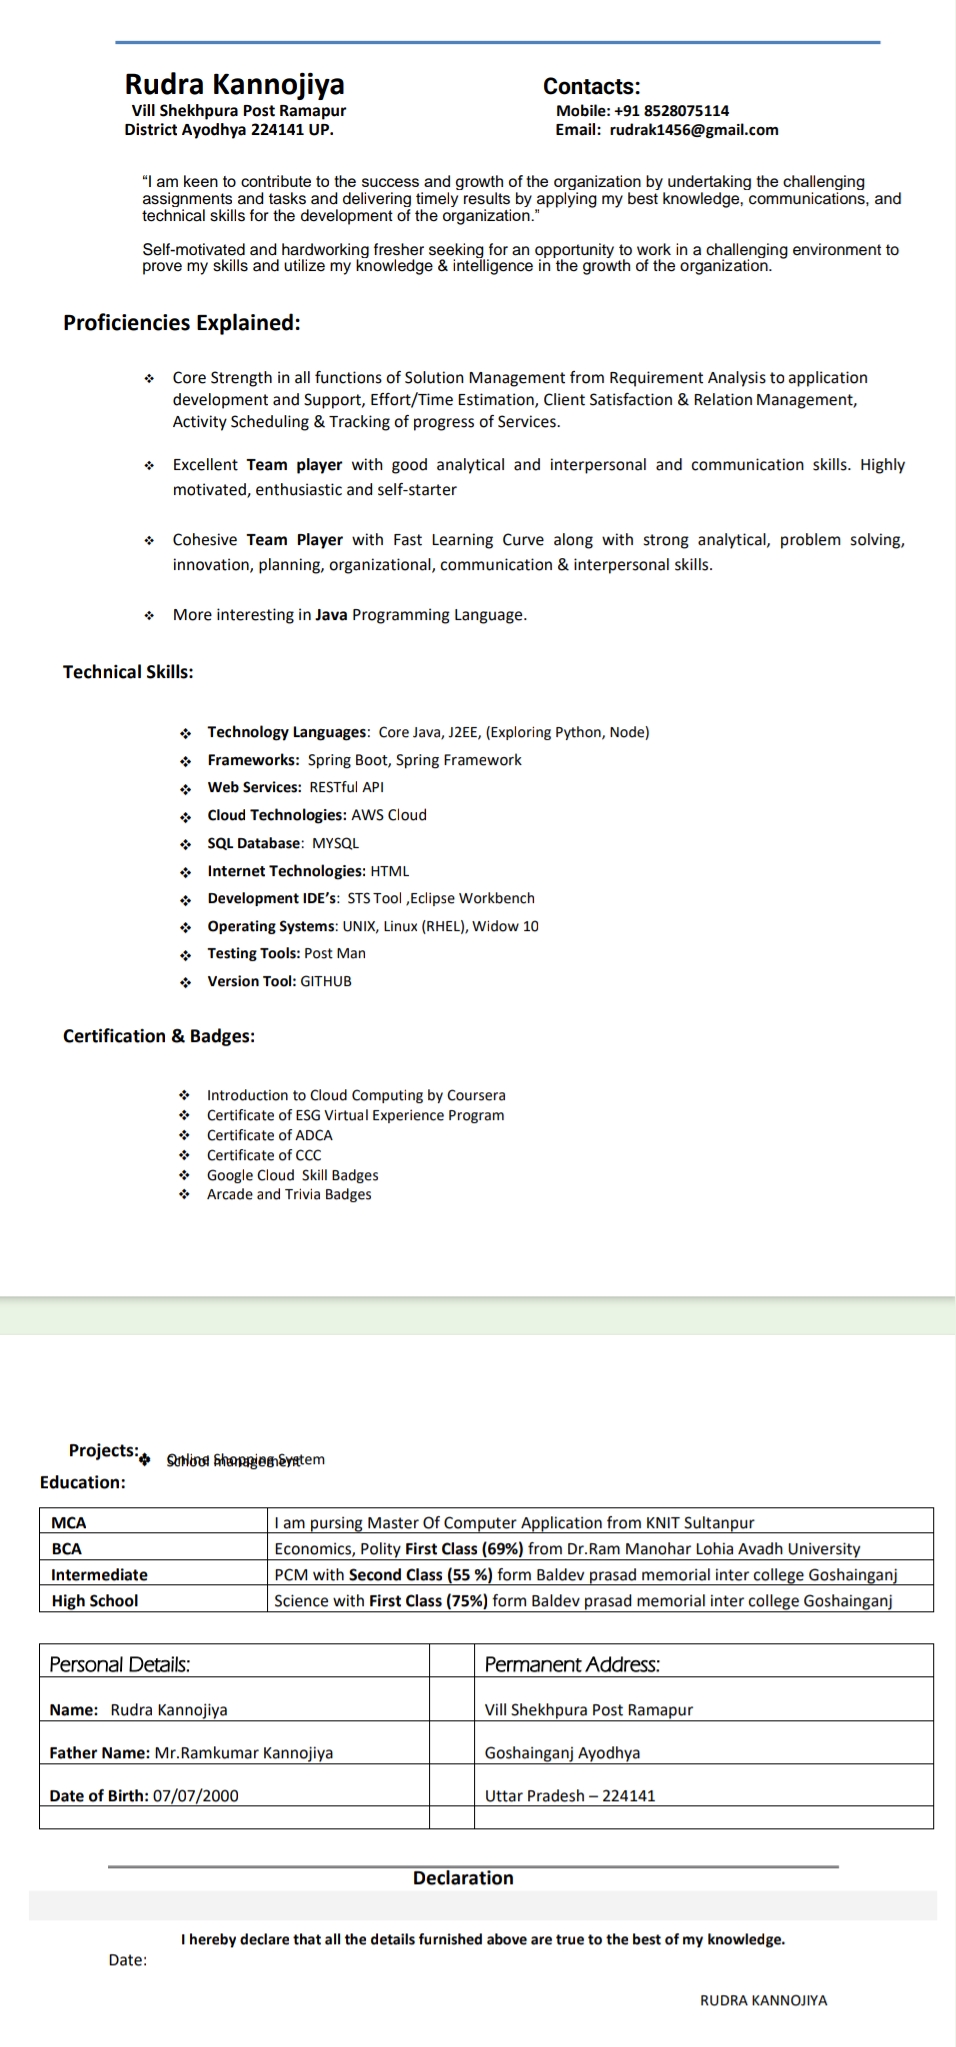 Rudra Kannojiya
Contacts:
Vill Shekhpura Post Ramapur
Mobile: +91 8528075114
District Ayodhya 224141 UP.
Email: rudrak1456@gmail.com
“I am keen to contribute to the success and growth of the organization by undertaking the challenging
assignments and tasks and delivering timely results by applying my best knowledge, communications, and
technical skills for the development of the organization.”
Self-motivated and hardworking fresher seeking for an opportunity to work in a challenging environment to
prove my skills and utilize my knowledge & intelligence in the growth of the organization.
Proficiencies Explained:
❖ Core Strength in all functions of Solution Management from Requirement Analysis to application
development and Support, Effort/Time Estimation, Client Satisfaction & Relation Management,
Activity Scheduling & Tracking of progress of Services.
❖ Excellent Team player with good analytical and interpersonal and communication skills. Highly
motivated, enthusiastic and self-starter
❖ Cohesive Team Player with Fast Learning Curve along with strong analytical, problem solving,
innovation, planning, organizational, communication & interpersonal skills.
❖ More interesting in Java Programming Language.
Technical Skills:
❖ Technology Languages: Core Java, J2EE, (Exploring Python, Node)
❖ Frameworks: Spring Boot, Spring Framework
❖ Web Services: RESTful API
❖ Cloud Technologies: AWS Cloud
❖ SQL Database: MYSQL
❖ Internet Technologies: HTML
❖ Development IDE’s: STS Tool ,Eclipse Workbench
❖ Operating Systems: UNIX, Linux (RHEL), Widow 10
❖ Testing Tools: Post Man
❖ Version Tool: GITHUB
Certification & Badges:
❖ Introduction to Cloud Computing by Coursera
❖ Certificate of ESG Virtual Experience Program
❖ Certificate of ADCA
❖ Certificate of CCC
❖ Google Cloud Skill Badges
❖ Arcade and Trivia Badges
Projects:
❖ Online Shopping System
❖ School Management
Education:
MCA I am pursing Master Of Computer Application from KNIT Sultanpur
BCA Economics, Polity First Class (69%) from Dr.Ram Manohar Lohia Avadh University
Intermediate PCM with Second Class (55 %) form Baldev prasad memorial inter college Goshainganj
High School Science with First Class (75%) form Baldev prasad memorial inter college Goshainganj
Personal Details: Permanent Address:
Name: Rudra Kannojiya Vill Shekhpura Post Ramapur
Father Name: Mr.Ramkumar Kannojiya Goshainganj Ayodhya
Date of Birth: 07/07/2000 Uttar Pradesh – 224141
Declaration
I hereby declare that all the details furnished above are true to the best of my knowledge.
Date:
RUDRA KANNOJIYA